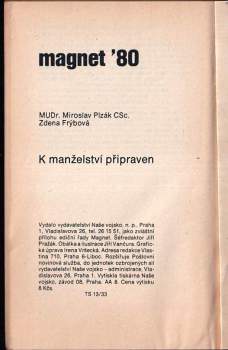 magnet '80
MUDr. Miroslav Plzák CSc.
Zdena Frýbová
K manželství připraven
Vydalo vydavatelství Naše vojsko, n. p., Praha
1, Vladislavova 26, tel. 26 15 51, jako zvláštní
přílohu ediční řady Magnet. Šéfredaktor Jiří
Pražák. Obálka a ilustrace Jiří Vančura. Grafic-
ká úprava Irena Vrtecká. Adresa redakce Vlas-
tina 710, Praha 6-Liboc. Rozšiřuje Poštovní
novinová služba, do jednotek ozbrojených sil
vydavatelství Naše vojsko - administrace, Vla-
dislavova 26, Praha 1. Vytiskla tiskárna Naše
vojsko, závod 08, Praha. AA 8. Cena výtisku
8 Kčs.
TS 13/33